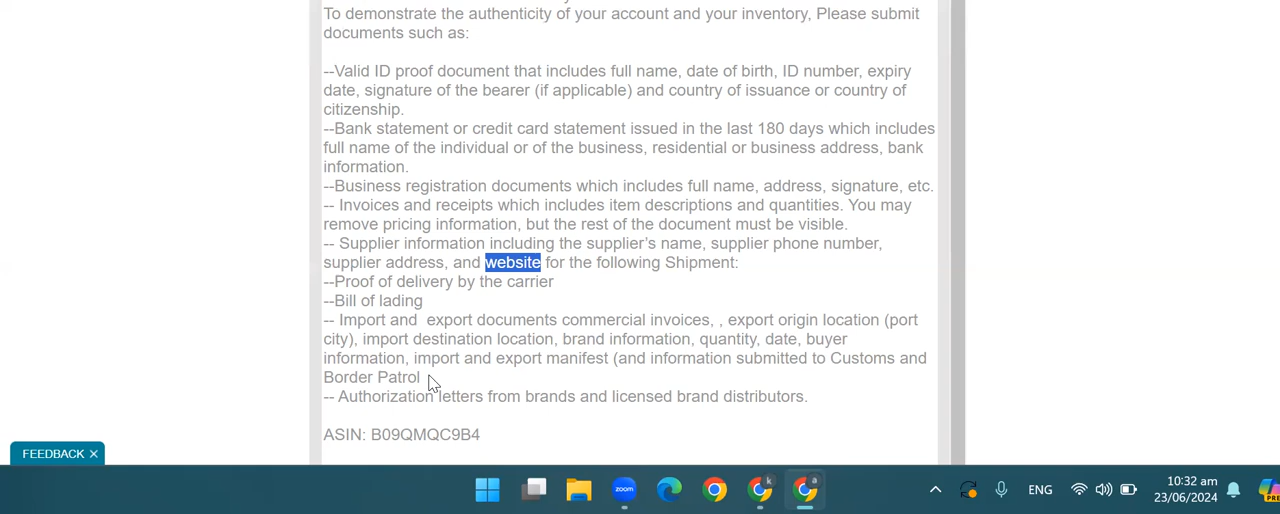 To demonstrate the authenticity of your account and your inventory, Please submit
documents such as:
--Valid ID proof document that includes full name, date of birth, ID number, expiry
date, signature of the bearer (if applicable) and country of issuance or country of
citizenship.
--Bank statement or credit card statement issued in the last 180 days which includes
full name of the individual or of the business, residential or business address, bank
information.
--Business registration documents which includes full name, address, signature, etc.
-- Invoices and receipts which includes item descriptions and quantities. You may
remove pricing information, but the rest of the document must be visible.
-- Supplier information including the supplier's name, supplier phone number,
supplier address, and website for the following Shipment:
--Proof of delivery by the carrier
--Bill of lading
-- Import and  export documents commercial invoices, , export origin location (port
city), import destination location, brand information, quantity, date, buyer
information, import and export manifest (and information submitted to Customs and
Border Patrol
-- Authorization letters from brands and licensed brand distributors.
ASIN: B09QMQC9B4
FEEDBACK ×
zoom
k
a
ENG
10:32 am
23/06/2024
PRE